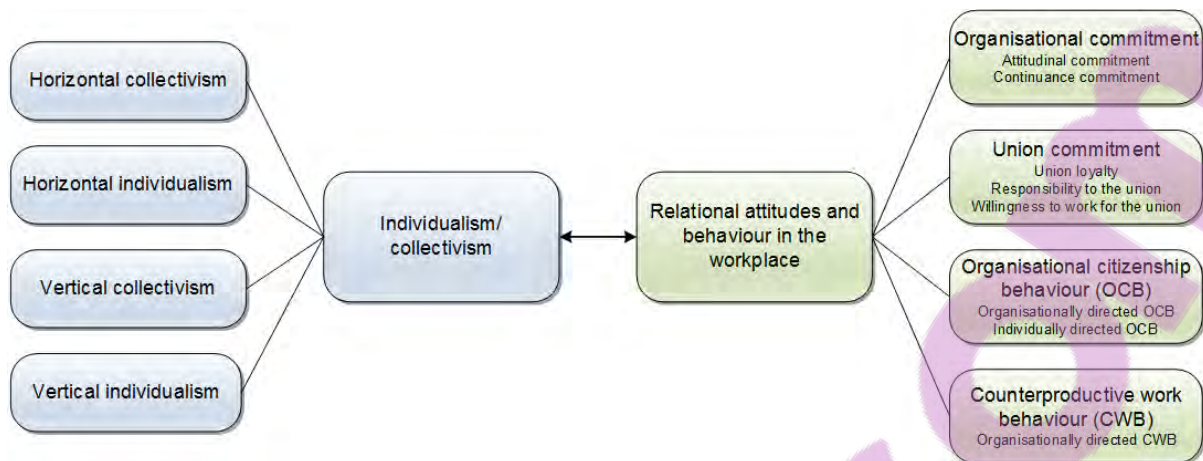 Horizontal collectivism
Horizontal individualism
Vertical collectivism
Vertical individualism
Individualism/
collectivism
Relational attitudes and
behaviour in the
workplace
Organisational commitment
Attitudinal commitment
Continuance commitment
Union commitment
Union loyalty
Responsibility to the union
Willingness to work for the union
Organisational citizenship
behaviour (OCB)
Organisationally directed OCB
Individually directed OCB
Counterproductive work
behaviour (CWB)
Organisationally directed CWB